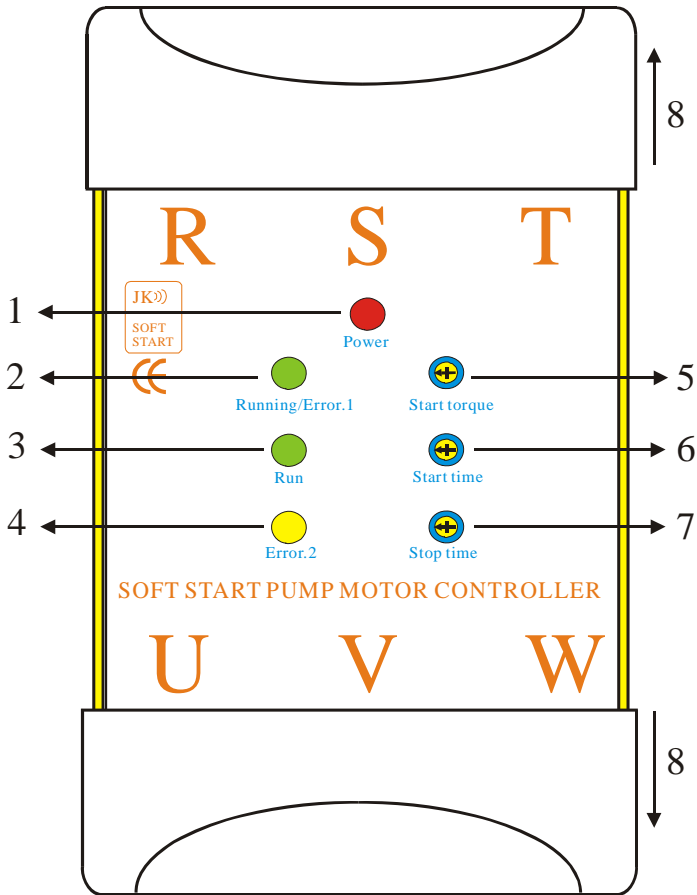 8
R S T
JK
SOFT
START
CE
1
Power
2
Running/Error.1
Start torque
5
3
Run
Start time
6
4
Error.2
Stop time
7
SOFT START PUMP MOTOR CONTROLLER
U V W
8